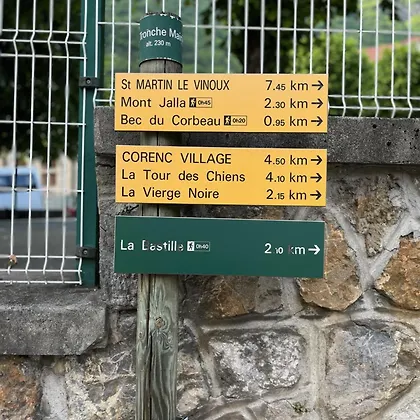 Tronche Mairie
alt. 230 m
St MARTIN LE VINOUX 7.45 km →
Mont Jalla 0h45 2.30 km →
Bec du Corbeau 0h20 0.95 km →
CORENC VILLAGE 4.50 km →
La Tour des Chiens 4.10 km →
La Vierge Noire 2.15 km →
La Bastille 0h40 2.10 km →